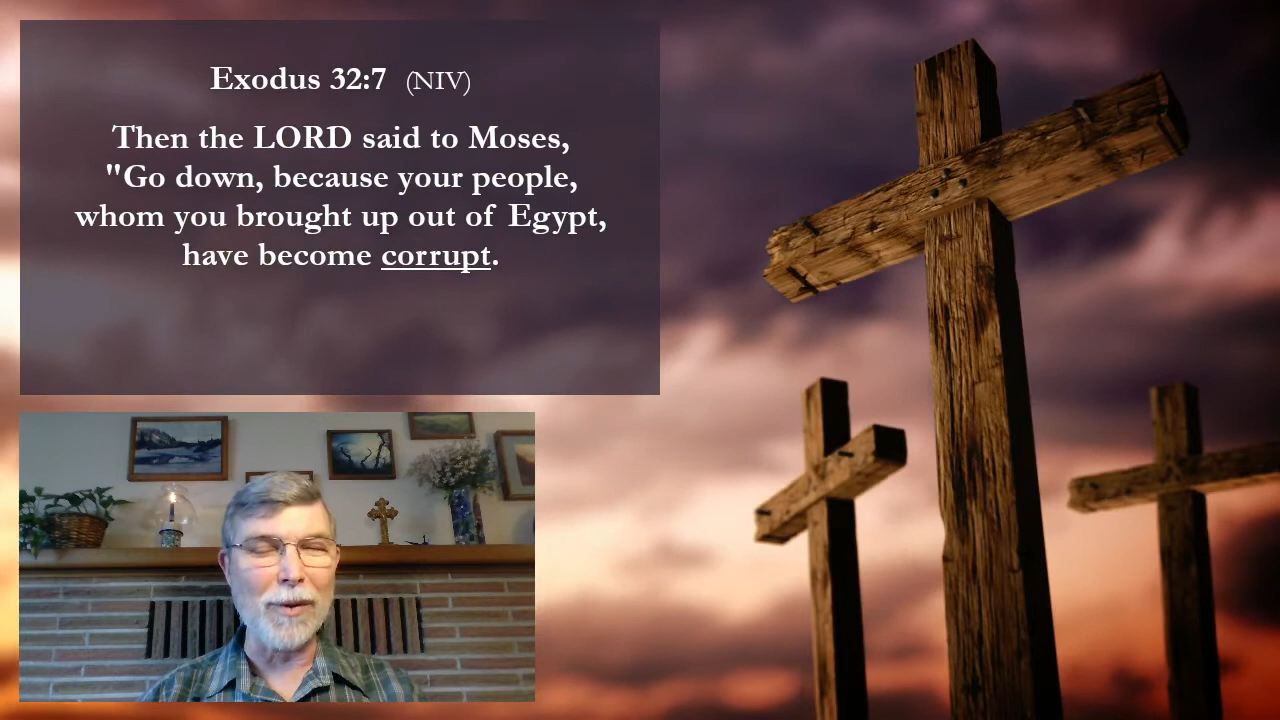 Exodus 32:7 (NIV)
Then the LORD said to Moses,
"Go down, because your people,
whom you brought up out of Egypt,
have become corrupt.